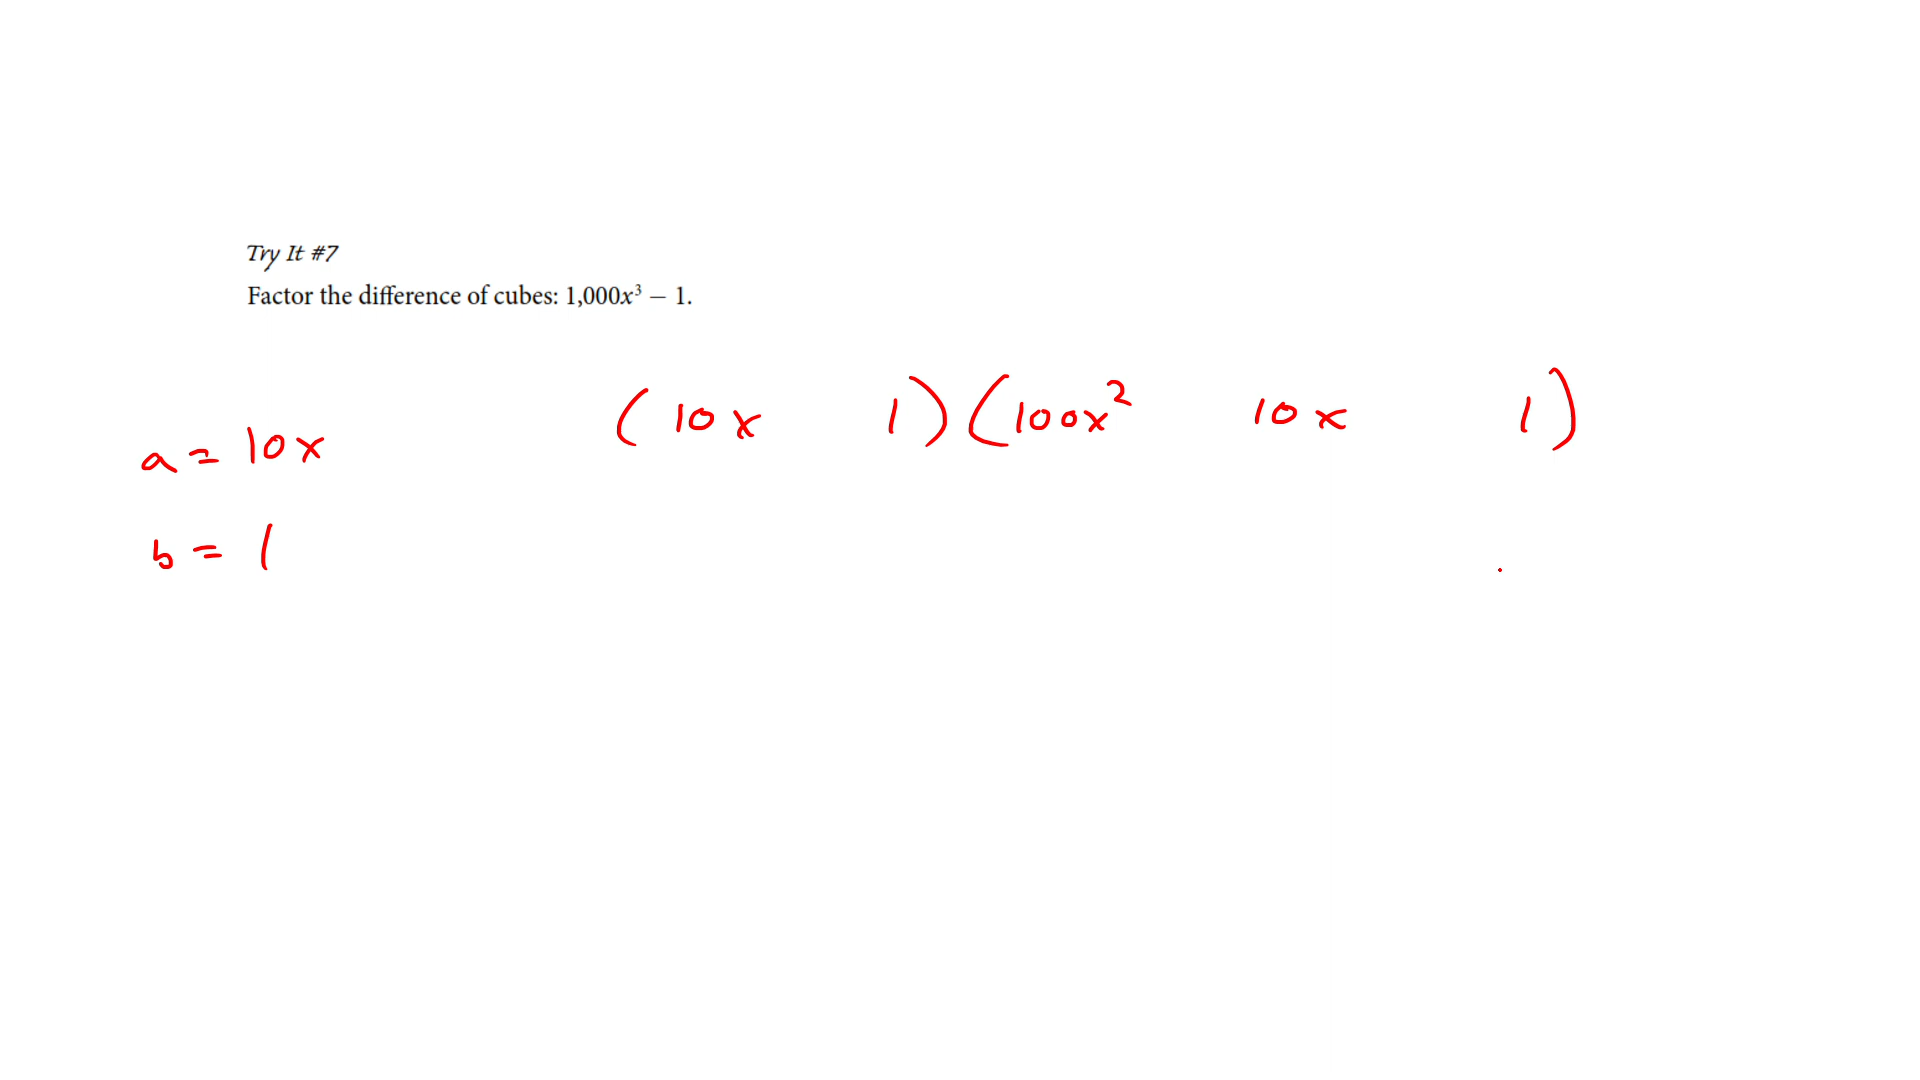 Try It #7
Factor the difference of cubes: 1,000x³ − 1.
(10x 1)(100x² 10x 1)
a = 10x
b = 1